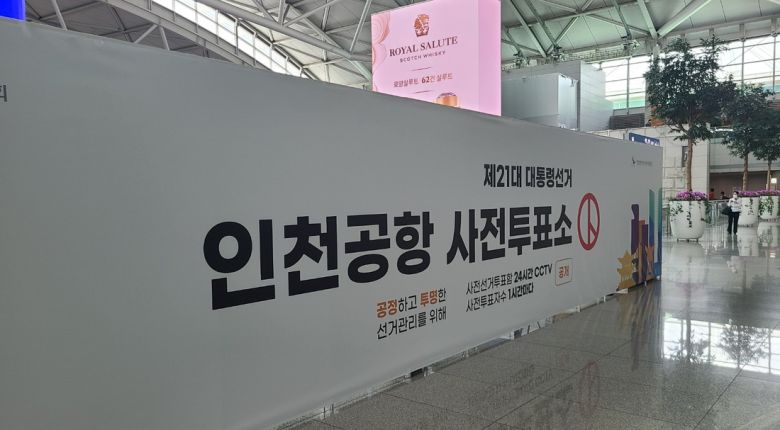 회
ROYAL SALUTE
SCOTCH WHISKY
로얄살루트 62건 살루트
제21대 대통령선거
인천공항 사전투표소
공정하고 투명한
선거관리를 위해
사전선거투표함 24시간 CCTV
사전투표자수 1시간마다
공개